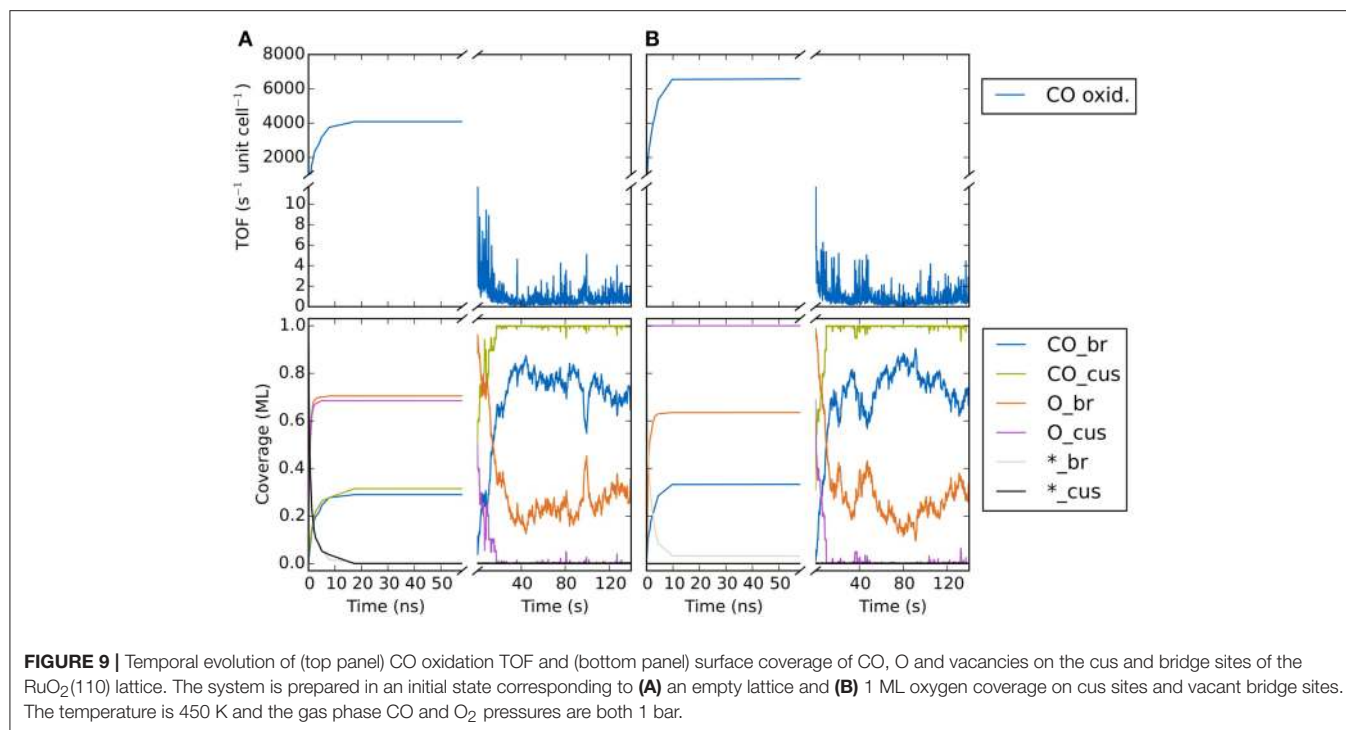 A
B
8000
6000
4000
2000
10
8
6
4
2
0
TOF (s⁻¹ unit cell⁻¹)
CO oxid.
1.0
0.8
0.6
0.4
0.2
0.0
Coverage (ML)
CO_br
CO_cus
O_br
O_cus
*_br
*_cus
0 10 20 30 40 50 40 80 120 0 10 20 30 40 50 40 80 120
Time (ns) Time (s) Time (ns) Time (s)
FIGURE 9 | Temporal evolution of (top panel) CO oxidation TOF and (bottom panel) surface coverage of CO, O and vacancies on the cus and bridge sites of the
RuO₂(110) lattice. The system is prepared in an initial state corresponding to (A) an empty lattice and (B) 1 ML oxygen coverage on cus sites and vacant bridge sites.
The temperature is 450 K and the gas phase CO and O₂ pressures are both 1 bar.